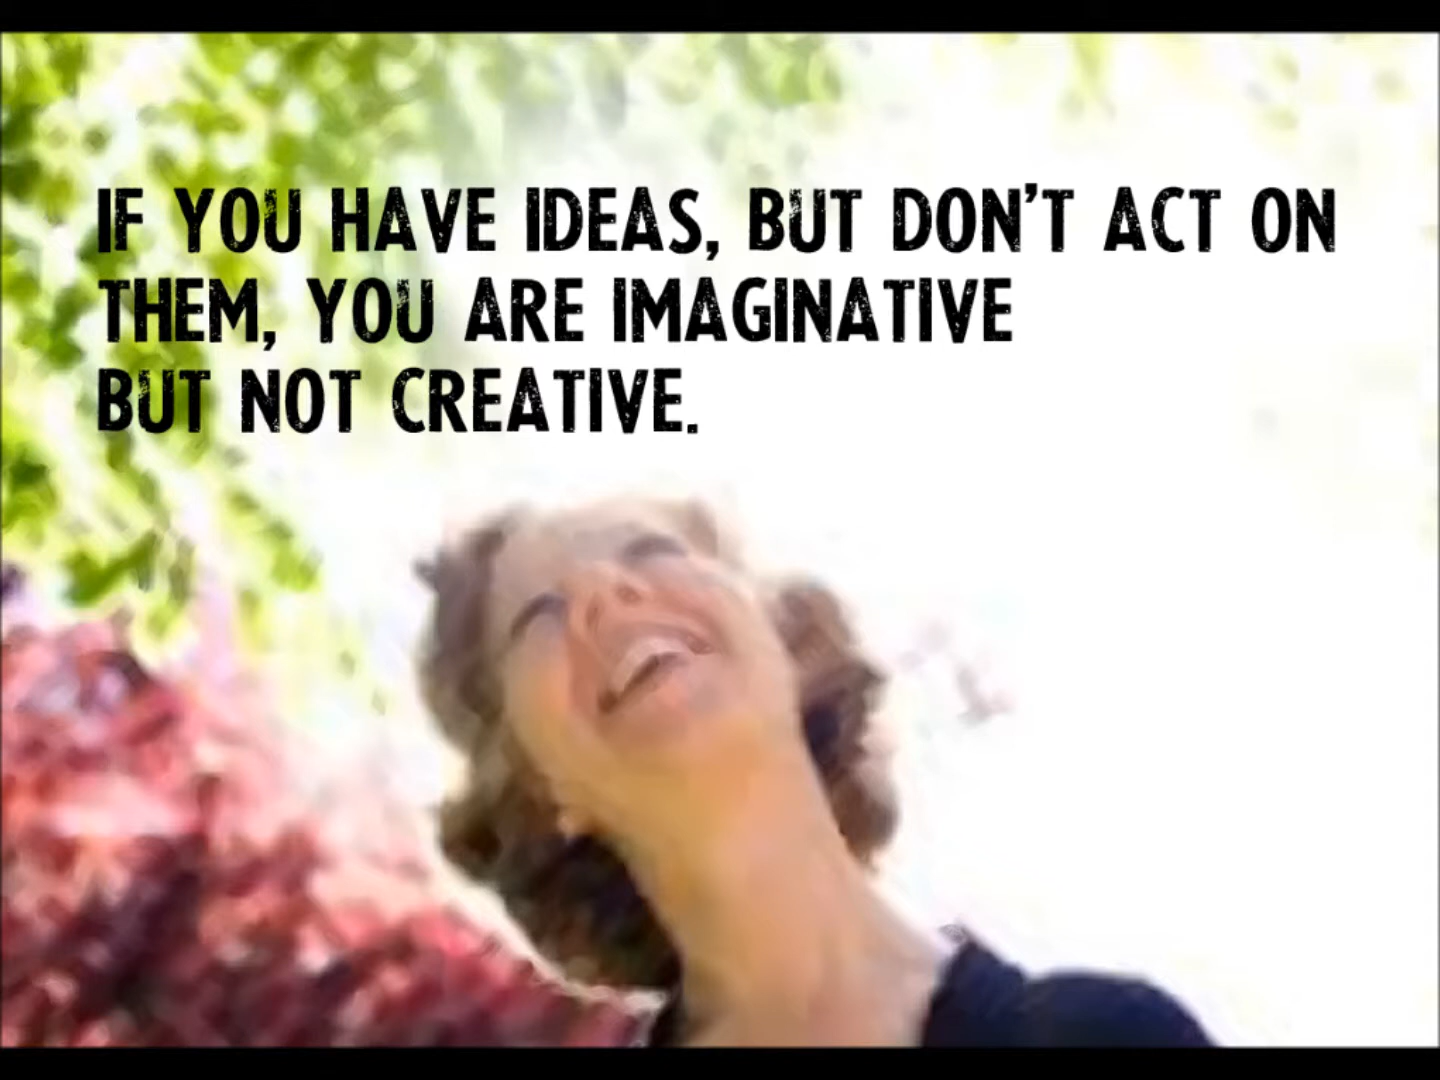 IF YOU HAVE IDEAS, BUT DON'T ACT ON
THEM, YOU ARE IMAGINATIVE
BUT NOT CREATIVE.